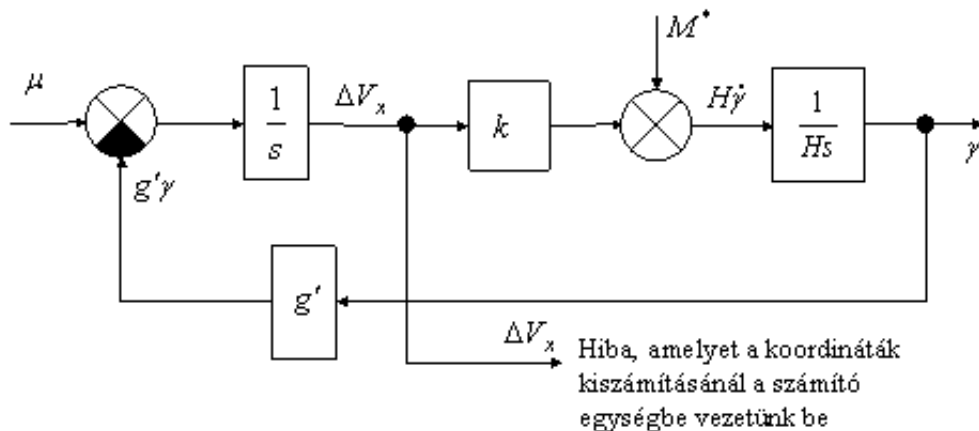 M*
μ
1
s
ΔVₓ
k
Hγ̇
1
Hs
γ
g'γ
g'
ΔVₓ
Hiba, amelyet a koordináták
kiszámításánál a számító
egységbe vezetünk be